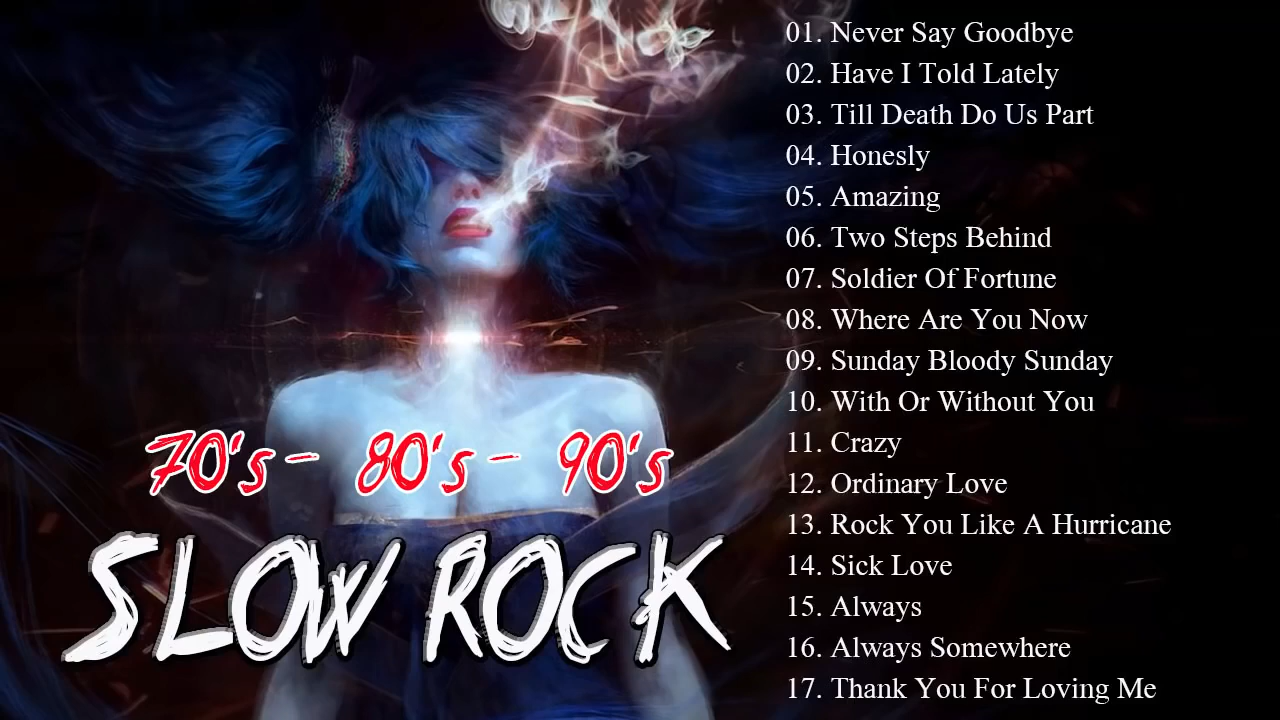 70's - 80's - 90's
SLOW ROCK
01. Never Say Goodbye
02. Have I Told Lately
03. Till Death Do Us Part
04. Honesly
05. Amazing
06. Two Steps Behind
07. Soldier Of Fortune
08. Where Are You Now
09. Sunday Bloody Sunday
10. With Or Without You
11. Crazy
12. Ordinary Love
13. Rock You Like A Hurricane
14. Sick Love
15. Always
16. Always Somewhere
17. Thank You For Loving Me